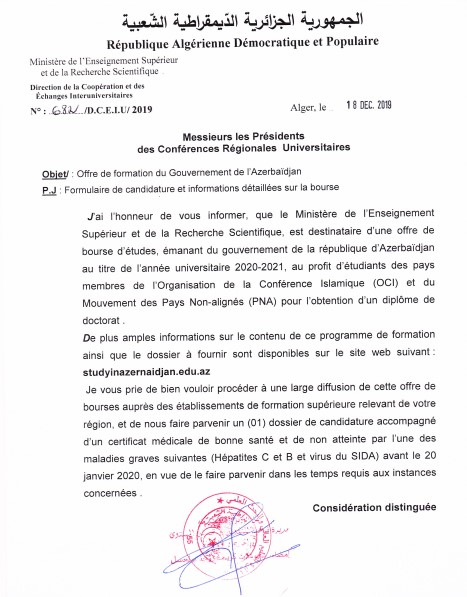 الجمهورية الجزائرية الديمقراطية الشعبية
République Algérienne Démocratique et Populaire
Ministère de l'Enseignement Supérieur
et de la Recherche Scientifique
Direction de la Coopération et des
Échanges Interuniversitaires
N° : 682 /D.C.E.I.U/ 2019
Alger, le 18 DEC. 2019
Messieurs les Présidents
des Conférences Régionales Universitaires
Objet/ : Offre de formation du Gouvernement de l'Azerbaïdjan
P.J : Formulaire de candidature et informations détaillées sur la bourse
J'ai l'honneur de vous informer, que le Ministère de l'Enseignement
Supérieur et de la Recherche Scientifique, est destinataire d'une offre de
bourse d'études, émanant du gouvernement de la république d'Azerbaïdjan
au titre de l'année universitaire 2020-2021, au profit d'étudiants des pays
membres de l'Organisation de la Conférence Islamique (OCI) et du
Mouvement des Pays Non-alignés (PNA) pour l'obtention d'un diplôme de
doctorat .
De plus amples informations sur le contenu de ce programme de formation
ainsi que le dossier à fournir sont disponibles sur le site web suivant :
studyinazernaidjan.edu.az
Je vous prie de bien vouloir procéder à une large diffusion de cette offre de
bourses auprès des établissements de formation supérieure relevant de votre
région, et de nous faire parvenir un (01) dossier de candidature accompagné
d'un certificat médicale de bonne santé et de non atteinte par l'une des
maladies graves suivantes (Hépatites C et B et virus du SIDA) avant le 20
janvier 2020, en vue de le faire parvenir dans les temps requis aux instances
concernées .
Considération distinguée